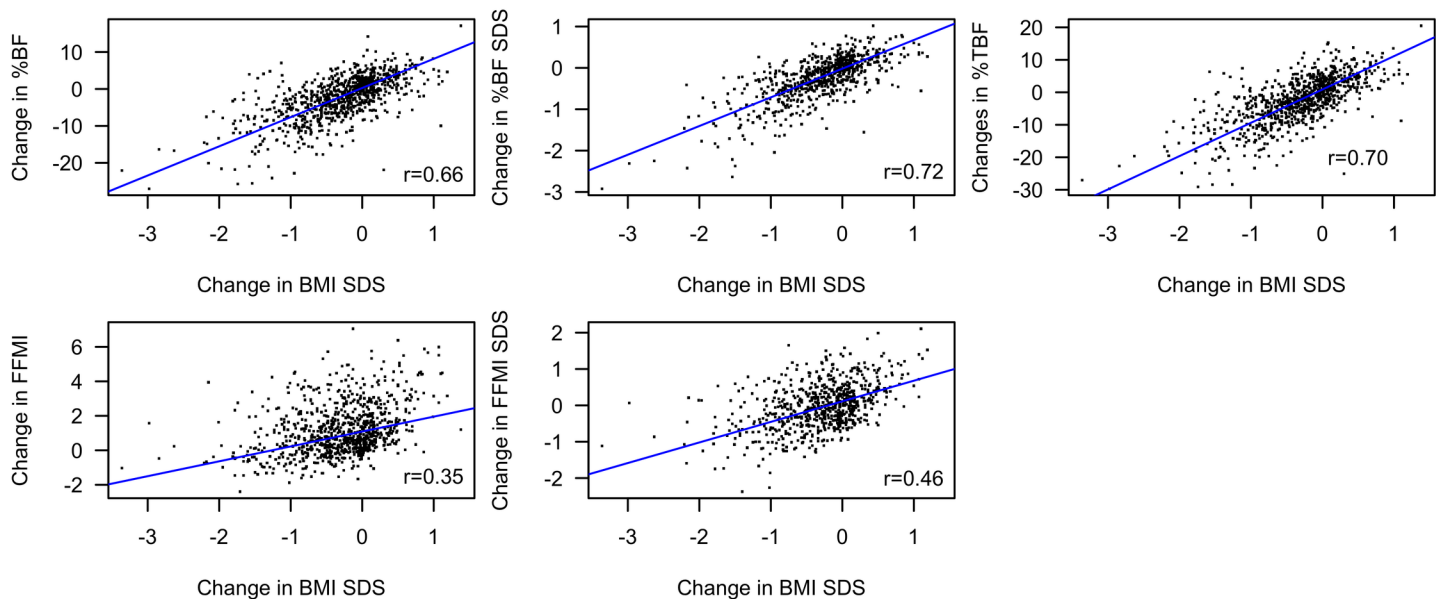 Change in %BF
10
0
-10
-20
r=0.66
-3 -2 -1 0 1
Change in BMI SDS
Change in %BF SDS
1
0
-1
-2
-3
r=0.72
-3 -2 -1 0 1
Change in BMI SDS
Changes in %TBF
20
10
0
-10
-20
-30
r=0.70
-3 -2 -1 0 1
Change in BMI SDS
Change in FFMI
6
4
2
0
-2
r=0.35
-3 -2 -1 0 1
Change in BMI SDS
Change in FFMI SDS
2
1
0
-1
-2
r=0.46
-3 -2 -1 0 1
Change in BMI SDS